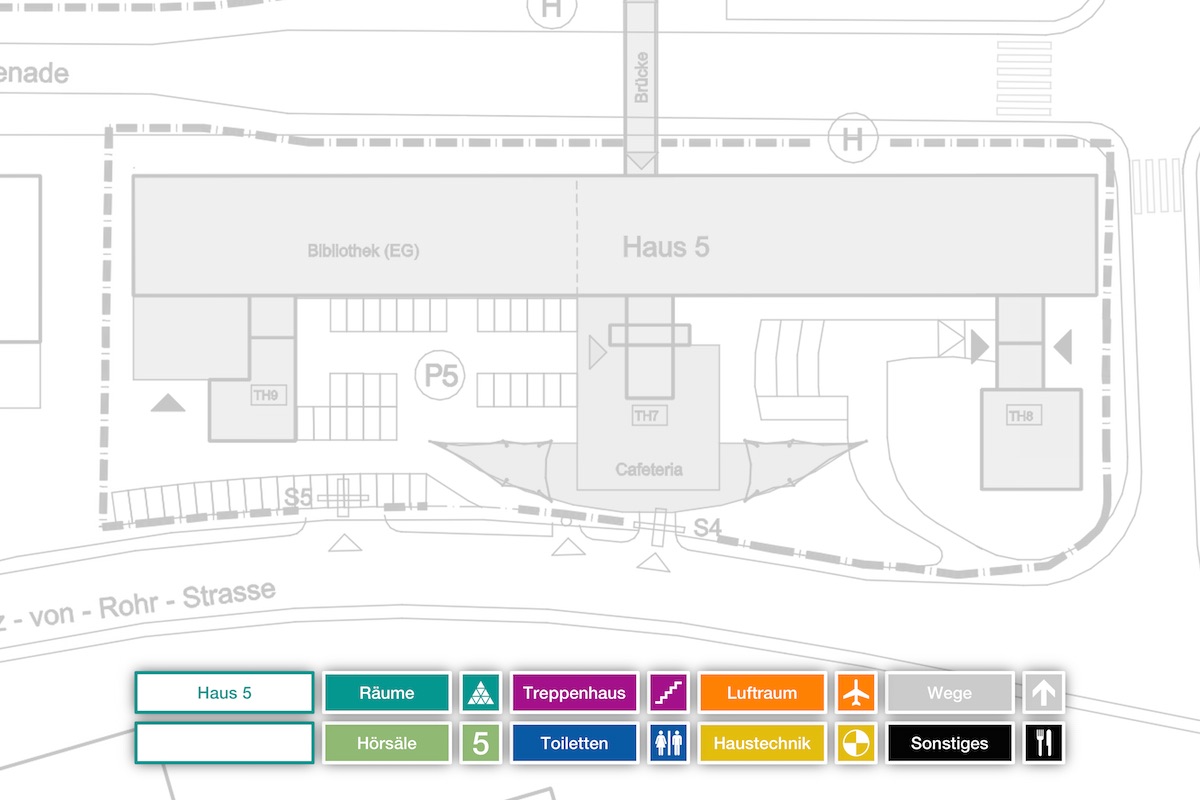 H
enade
Brücke
H
Bibliothek (EG)
Haus 5
P5
TH9
TH7
TH8
Cafeteria
S5
S4
z - von - Rohr - Strasse
Haus 5
Räume
Treppenhaus
Luftraum
Wege
Hörsäle
5
Toiletten
Haustechnik
Sonstiges